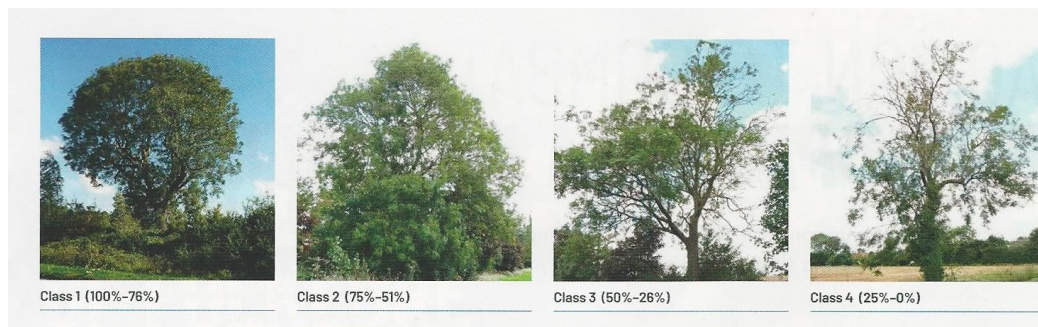 Class 1 (100%–76%)
Class 2 (75%–51%)
Class 3 (50%–26%)
Class 4 (25%–0%)